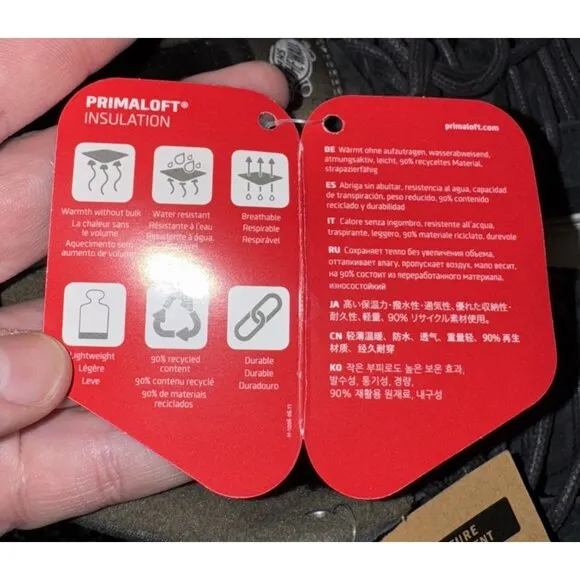 PRIMALOFT®
INSULATION
Warmth without bulk
La chaleur sans
le volume
Aquecimento sem
aumento de volume
Water resistant
Résistante à l'eau
Resistente à água
Breathable
Respirable
Respirável
Lightweight
Légère
Leve
90% recycled
content
90% contenu recyclé
90% de materiais
reciclados
Durable
Durable
Duradouro
primaloft.com
DE Wärmt ohne aufzutragen, wasserabweisend,
atmungsaktiv, leicht, 90% recyceltes Material,
strapazierfähig
ES Abriga sin abultar, resistencia al agua, capacidad
de transpiración, peso reducido, 90% contenido
reciclado y durabilidad
IT Calore senza ingombro, resistente all'acqua,
traspirante, leggero, 90% materiale riciclato, durevole
RU Сохраняет тепло без увеличения объема,
отталкивает влагу, пропускает воздух, мало весит,
на 90% состоит из переработанного материала,
износостойкий
JA 高い保温力・撥水性・通気性、優れた収納性・
耐久性、軽量、90% リサイクル素材使用。
CN 轻薄温暖、防水、透气、重量轻、90% 再生
材质、经久耐穿
KO 작은 부피로도 높은 보온 효과,
발수성, 통기성, 경량,
90% 재활용 원재료, 내구성